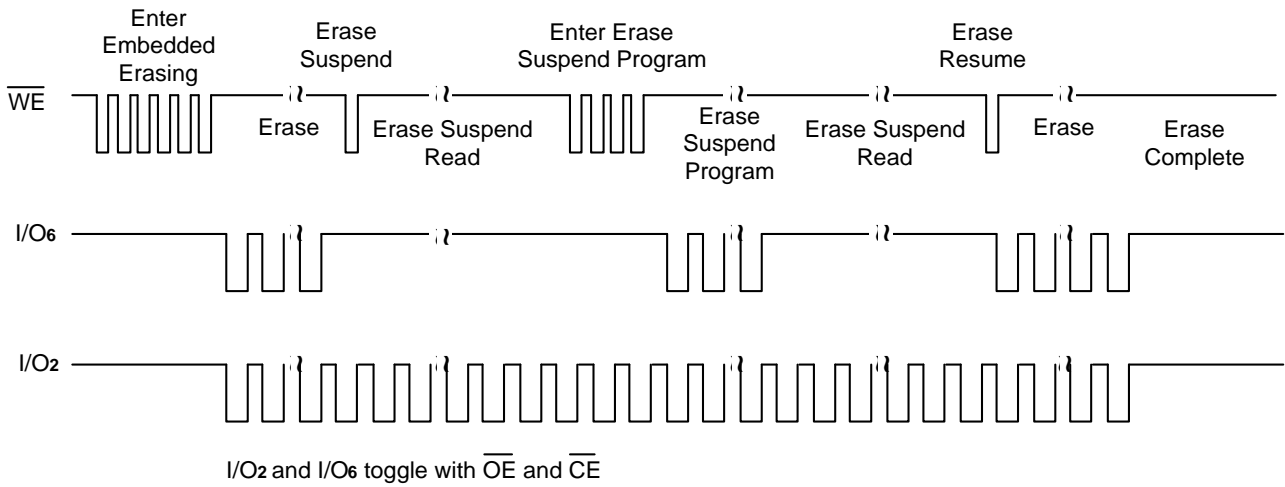 Enter
Embedded
Erasing
Erase
Suspend
Enter Erase
Suspend Program
Erase
Resume
WE
Erase
Erase Suspend
Read
Erase
Suspend
Program
Erase Suspend
Read
Erase
Erase
Complete
I/O6
I/O2
I/O2 and I/O6 toggle with OE and CE